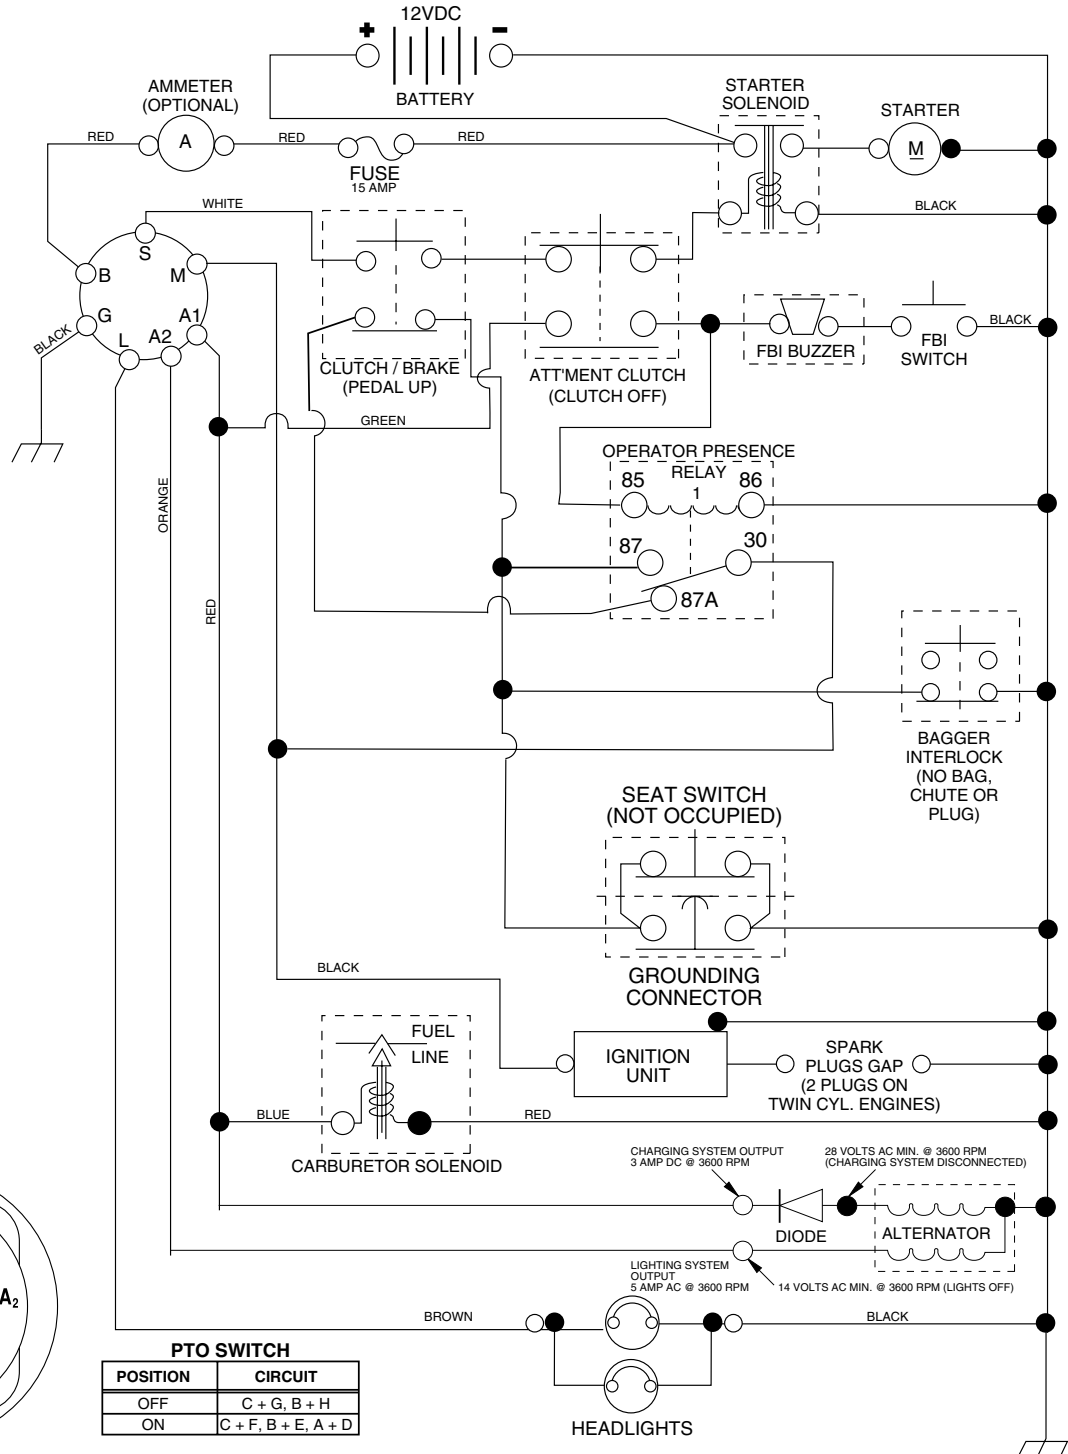 12VDC
+
-
BATTERY
AMMETER
(OPTIONAL)
STARTER
SOLENOID
STARTER
RED
A
RED
RED
M
FUSE
15 AMP
WHITE
BLACK
S
B
M
G
A1
L
A2
BLACK
CLUTCH / BRAKE
(PEDAL UP)
ATT'MENT CLUTCH
(CLUTCH OFF)
FBI BUZZER
FBI
SWITCH
BLACK
GREEN
OPERATOR PRESENCE
RELAY
1
85
86
87
30
87A
ORANGE
RED
BAGGER
INTERLOCK
(NO BAG,
CHUTE OR
PLUG)
SEAT SWITCH
(NOT OCCUPIED)
GROUNDING
CONNECTOR
BLACK
FUEL
LINE
IGNITION
UNIT
SPARK
PLUGS GAP
(2 PLUGS ON
TWIN CYL. ENGINES)
BLUE
RED
CARBURETOR SOLENOID
CHARGING SYSTEM OUTPUT
3 AMP DC @ 3600 RPM
28 VOLTS AC MIN. @ 3600 RPM
(CHARGING SYSTEM DISCONNECTED)
DIODE
ALTERNATOR
LIGHTING SYSTEM
OUTPUT
5 AMP AC @ 3600 RPM
14 VOLTS AC MIN. @ 3600 RPM (LIGHTS OFF)
A2
BROWN
BLACK
HEADLIGHTS
PTO SWITCH
POSITION CIRCUIT
OFF C + G, B + H
ON C + F, B + E, A + D